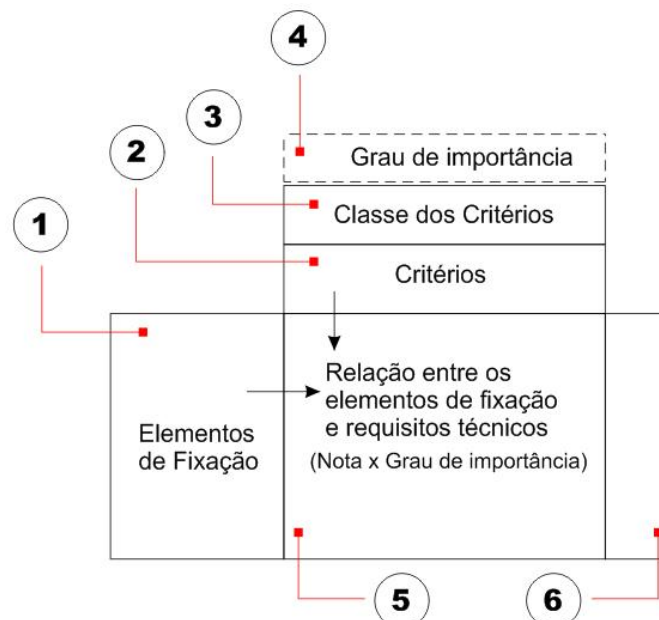 4
3
Grau de importância
2
Classe dos Critérios
1
Critérios
Relação entre os
elementos de fixação
e requisitos técnicos
(Nota x Grau de importância)
Elementos
de Fixação
5
6